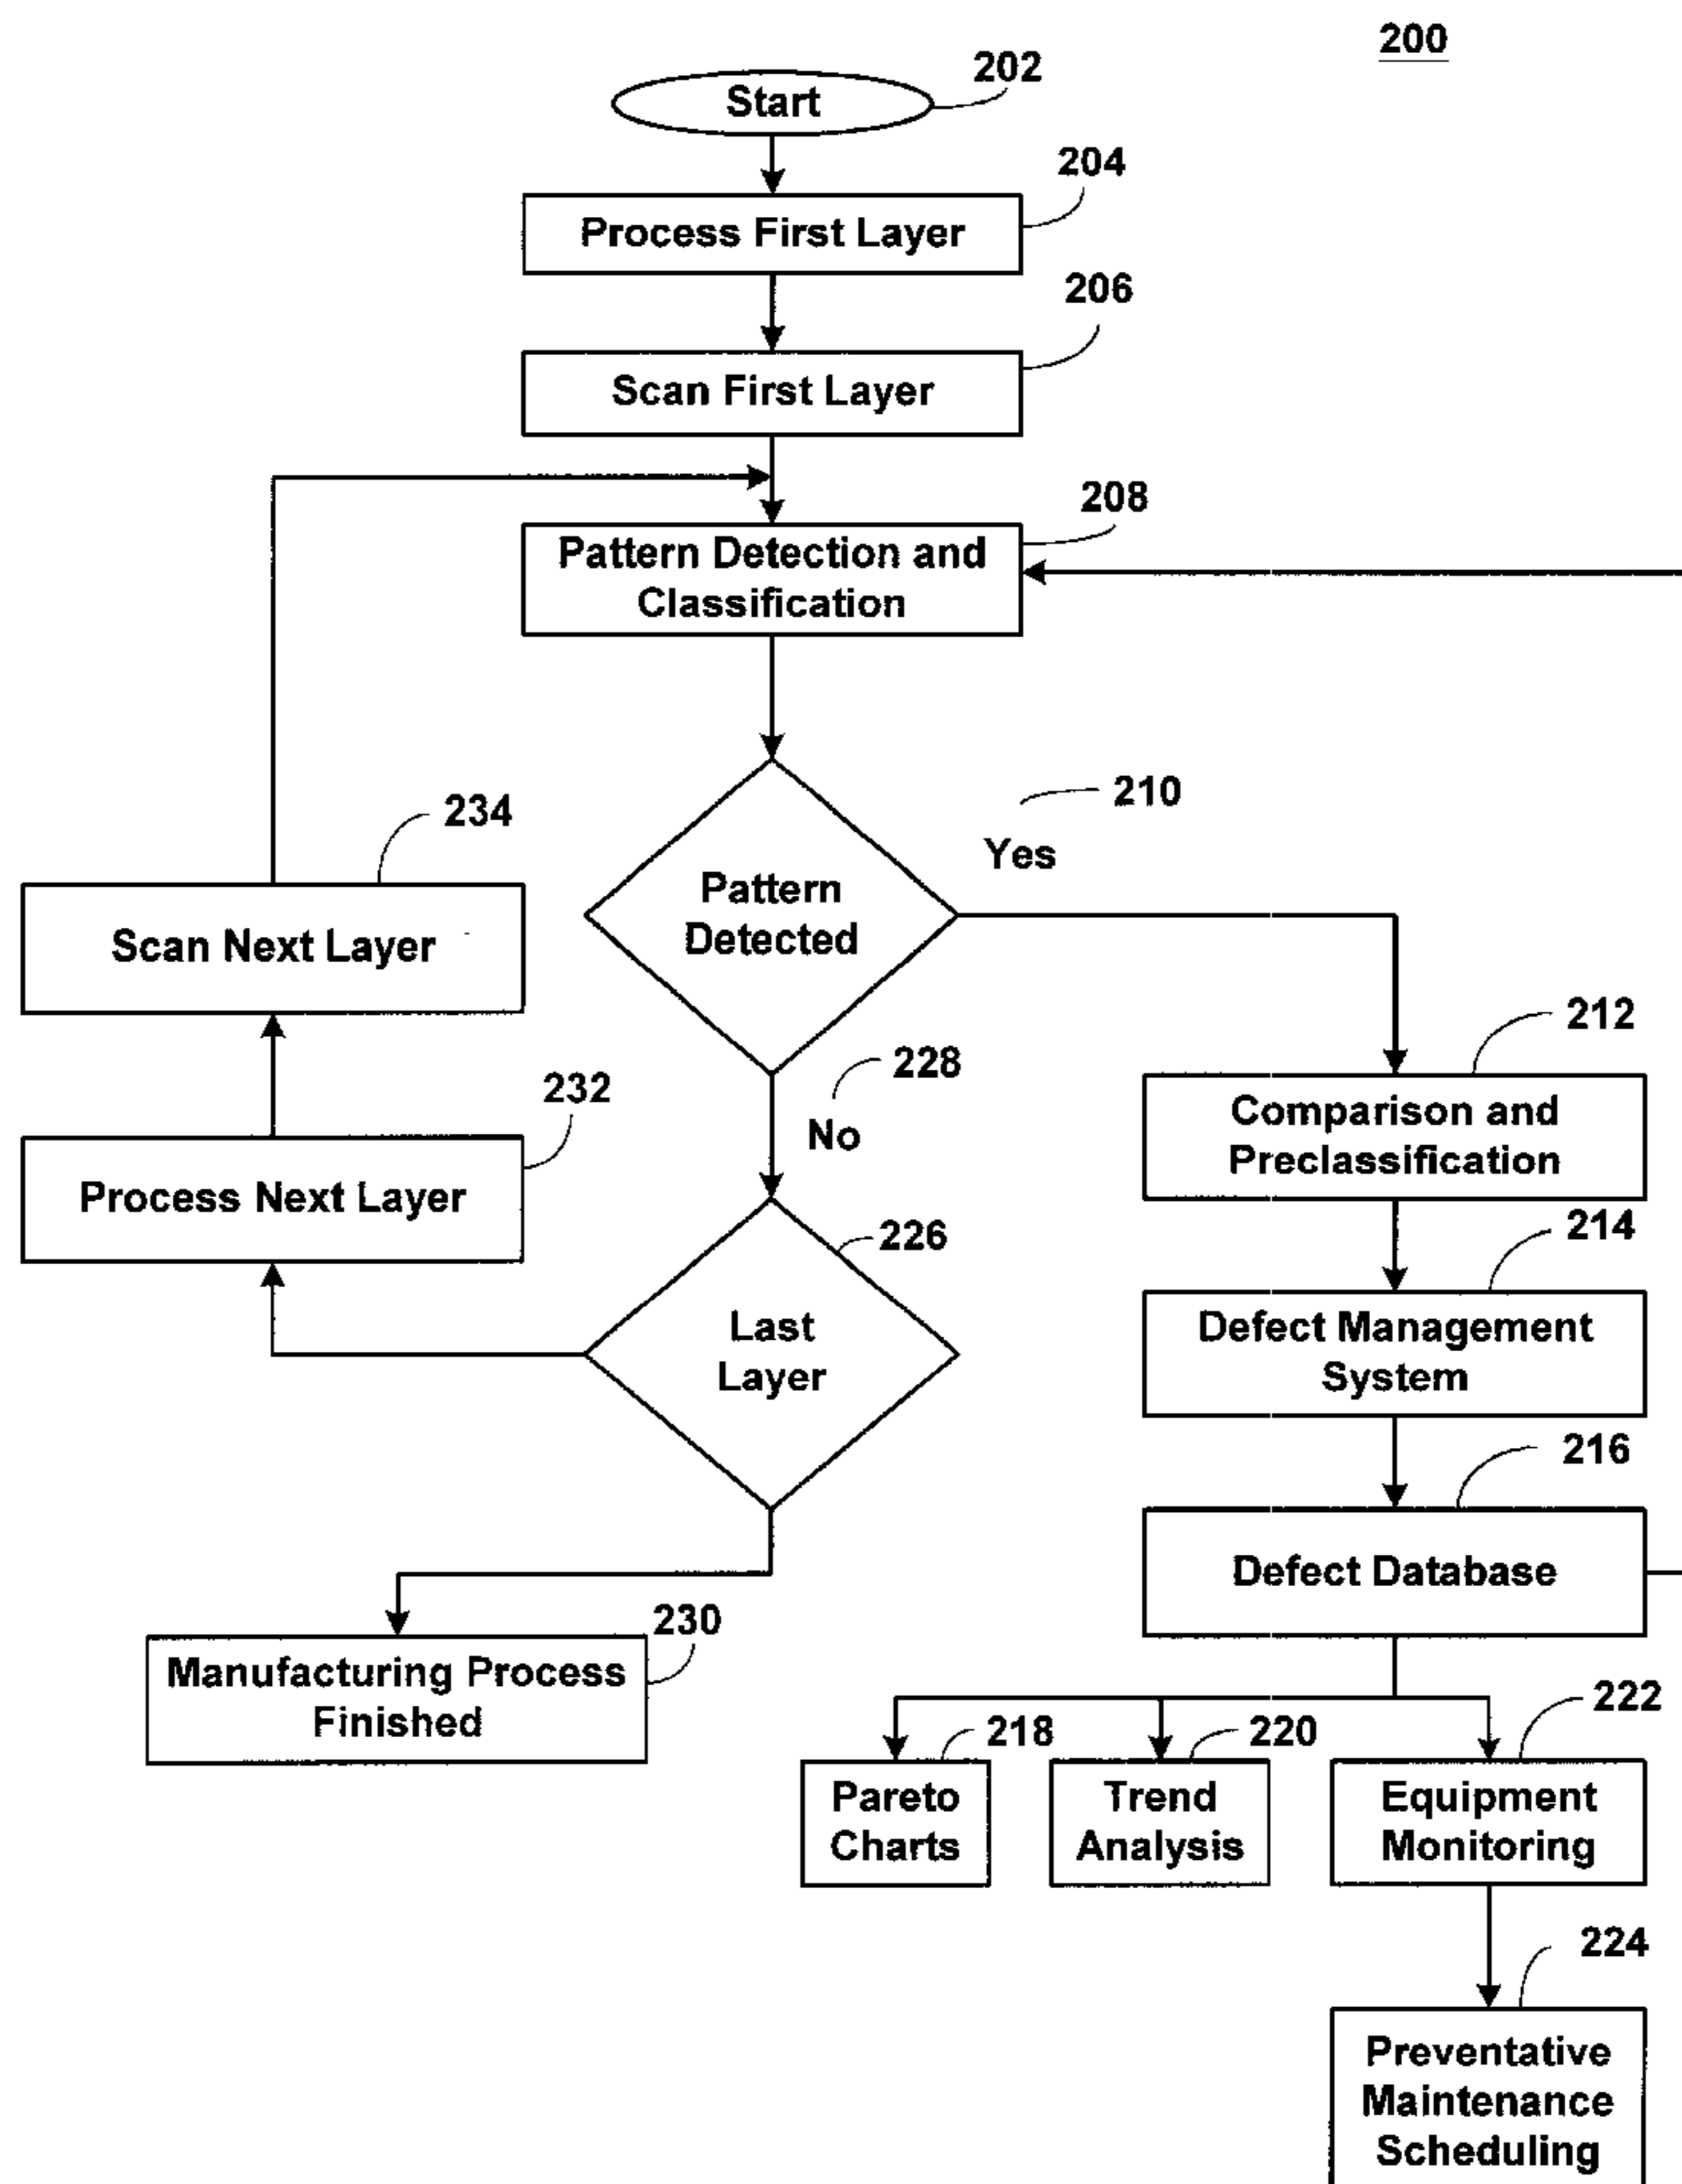 200
202
Start
204
Process First Layer
206
Scan First Layer
208
Pattern Detection and
Classification
210
Yes
Pattern
Detected
234
Scan Next Layer
212
Comparison and
Preclassification
228
No
232
Process Next Layer
226
Last
Layer
214
Defect Management
System
216
Defect Database
230
Manufacturing Process
Finished
218
Pareto
Charts
220
Trend
Analysis
222
Equipment
Monitoring
224
Preventative
Maintenance
Scheduling